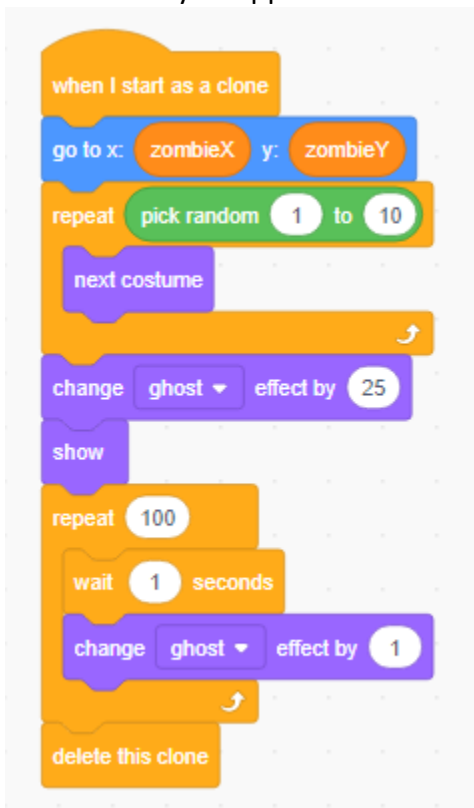 when I start as a clone
go to x: zombieX y: zombieY
repeat pick random 1 to 10
next costume
change ghost effect by 25
show
repeat 100
wait 1 seconds
change ghost effect by 1
delete this clone